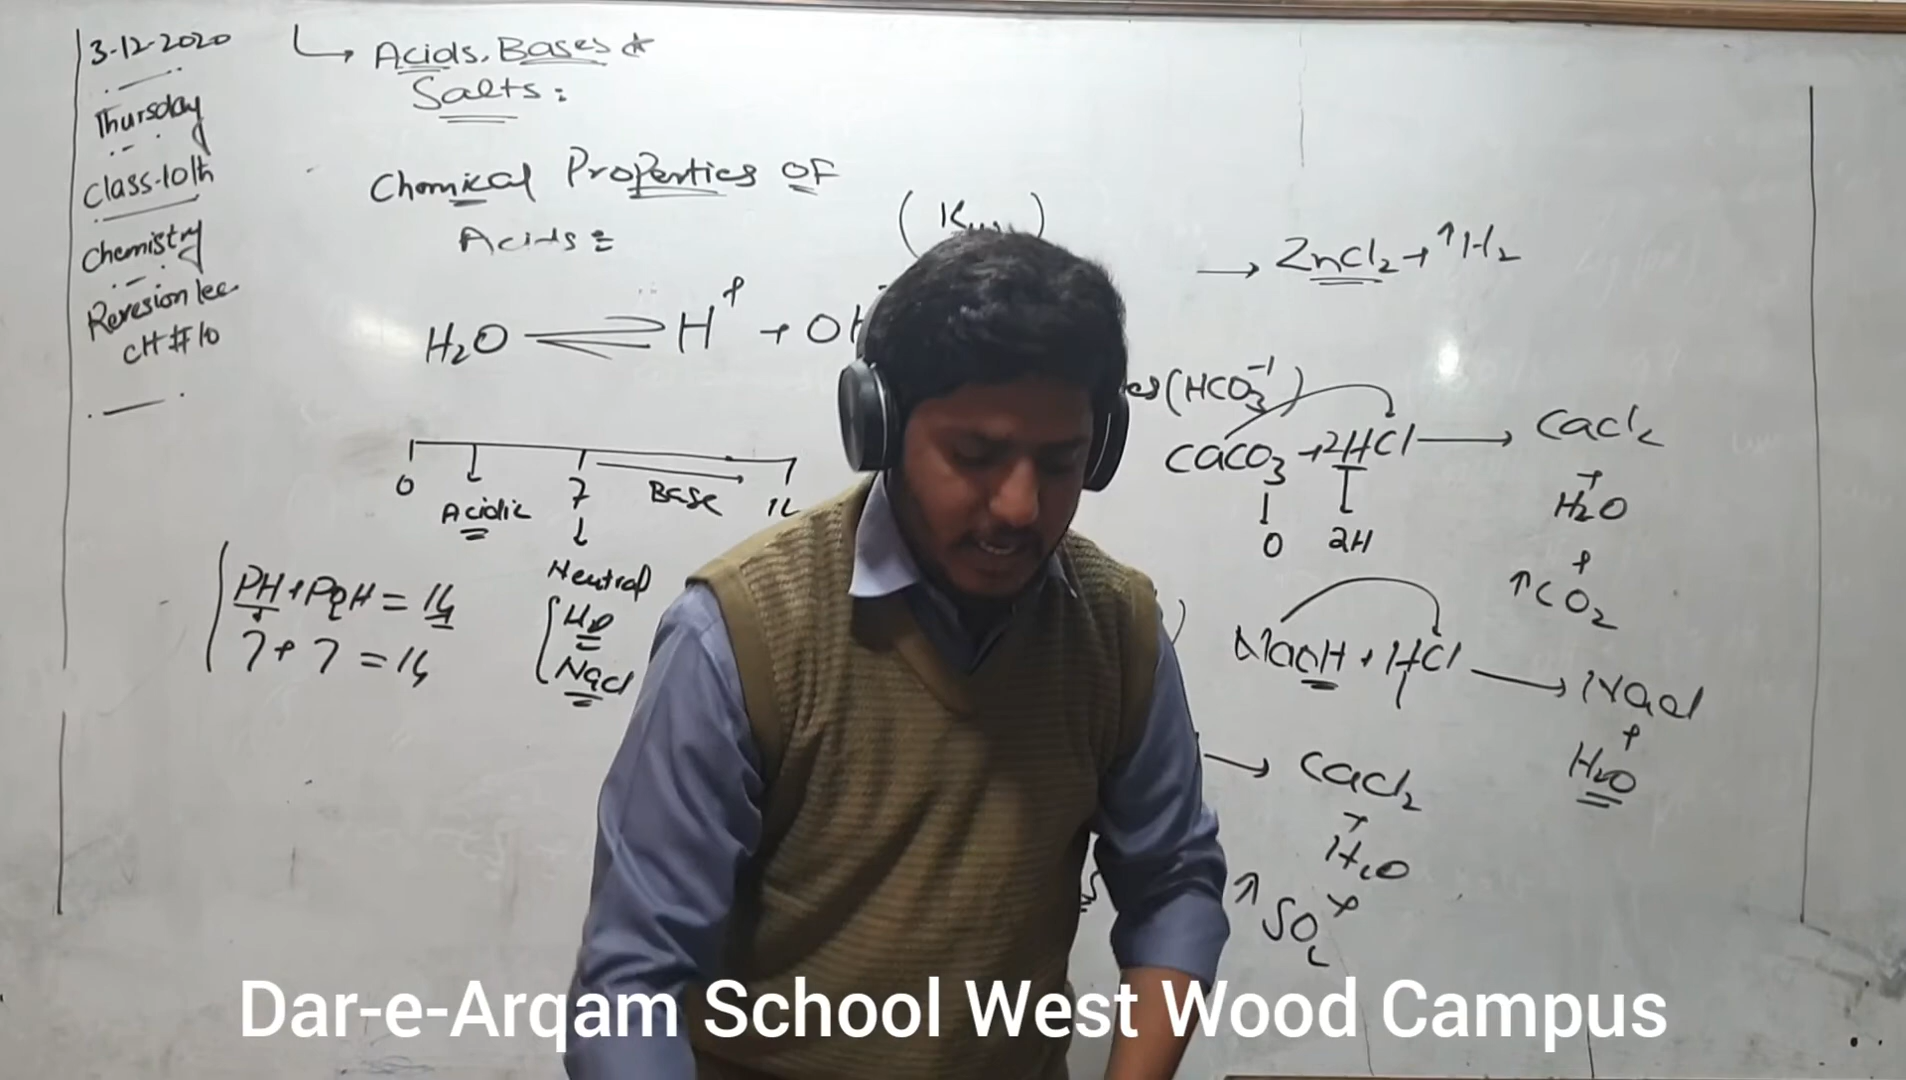 3-12-2020
Thursday
Class-10th
Chemistry
Revesion lec
CH#10
Acids, Bases &
Salts:
Chemical Properties OF
Acids:
H₂O ⇌ H⁺ + OH
0 Acidic 7 Base 14
Neutral
H₂O
NaCl
PH+POH=14
7+7=14
(Kw)
→ ZnCl₂+↑H₂
(HCO₃⁻¹)
CaCO₃+2HCl → CaCl₂
+
H₂O
+
↑CO₂
O 2H
NaOH + HCl → NaCl
+
H₂O
→ CaCl₂
+
H₂O
+
↑SO₂
Dar-e-Arqam School West Wood Campus